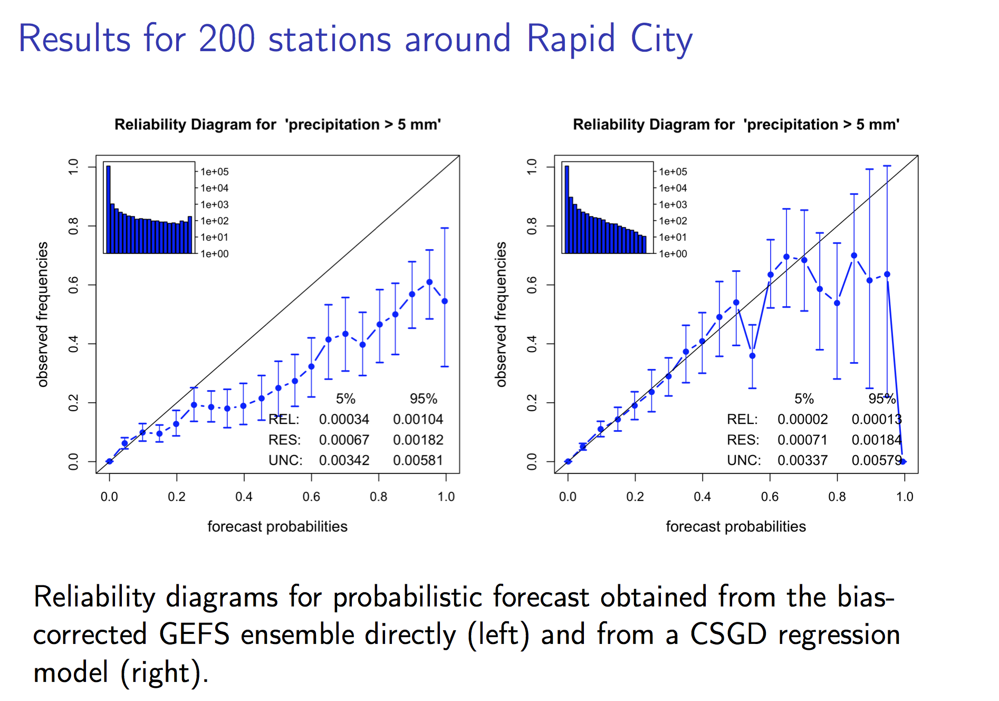 Results for 200 stations around Rapid City
Reliability Diagram for 'precipitation > 5 mm'
1e+05
1e+04
1e+03
1e+02
1e+01
1e+00
1.0
0.8
0.6
0.4
0.2
0.0
observed frequencies
5% 95%
REL: 0.00034 0.00104
RES: 0.00067 0.00182
UNC: 0.00342 0.00581
0.0 0.2 0.4 0.6 0.8 1.0
forecast probabilities
Reliability Diagram for 'precipitation > 5 mm'
1e+05
1e+04
1e+03
1e+02
1e+01
1e+00
1.0
0.8
0.6
0.4
0.2
0.0
observed frequencies
5% 95%
REL: 0.00002 0.00013
RES: 0.00071 0.00184
UNC: 0.00337 0.00579
0.0 0.2 0.4 0.6 0.8 1.0
forecast probabilities
Reliability diagrams for probabilistic forecast obtained from the bias-
corrected GEFS ensemble directly (left) and from a CSGD regression
model (right).